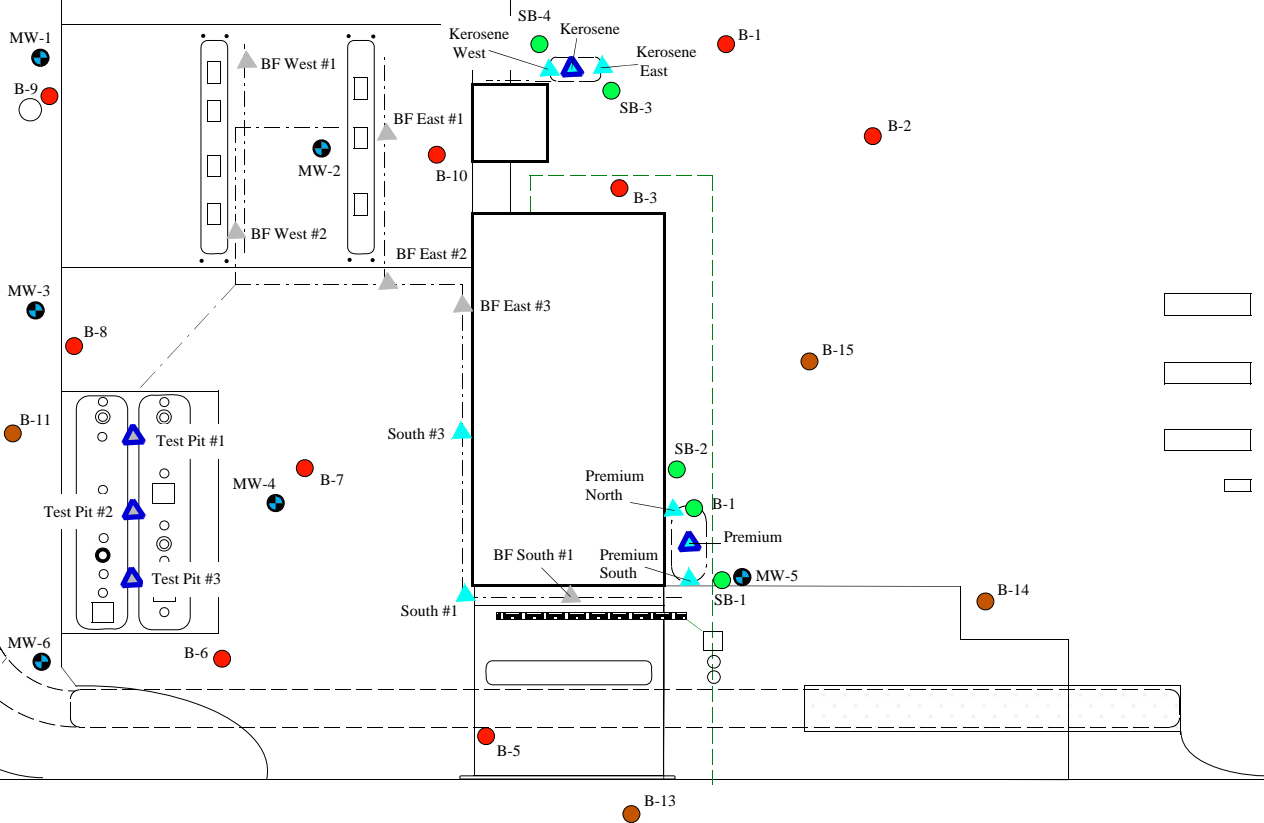 SB-4
Kerosene
B-1
MW-1
Kerosene
West
Kerosene
East
BF West #1
B-9
SB-3
BF East #1
B-2
MW-2
B-10
B-3
BF West #2
BF East #2
MW-3
BF East #3
B-8
B-15
B-11
South #3
Test Pit #1
SB-2
Premium
North
B-7
MW-4
B-1
Test Pit #2
Premium
BF South #1
Premium
South
Test Pit #3
MW-5
SB-1
B-14
South #1
MW-6
B-6
B-5
B-13